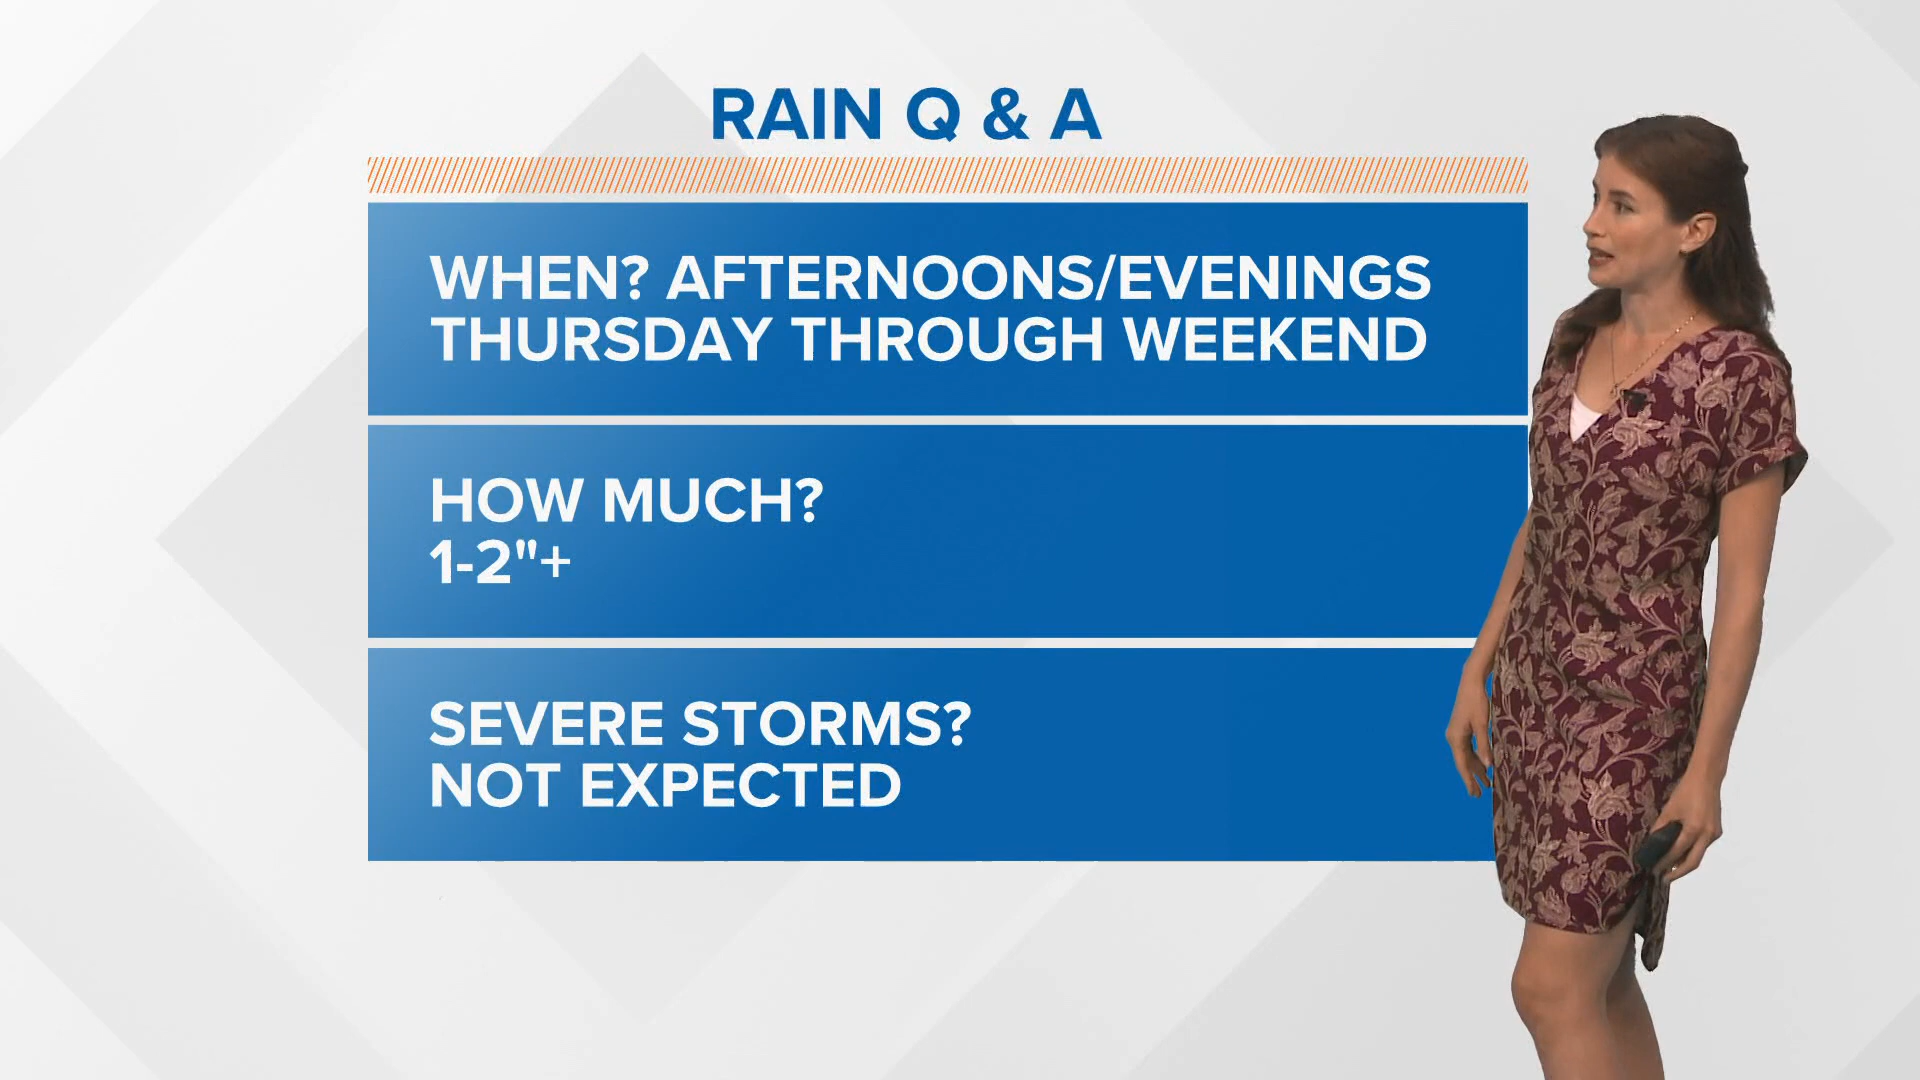 RAIN Q & A
WHEN? AFTERNOONS/EVENINGS
THURSDAY THROUGH WEEKEND
HOW MUCH?
1-2"+
SEVERE STORMS?
NOT EXPECTED